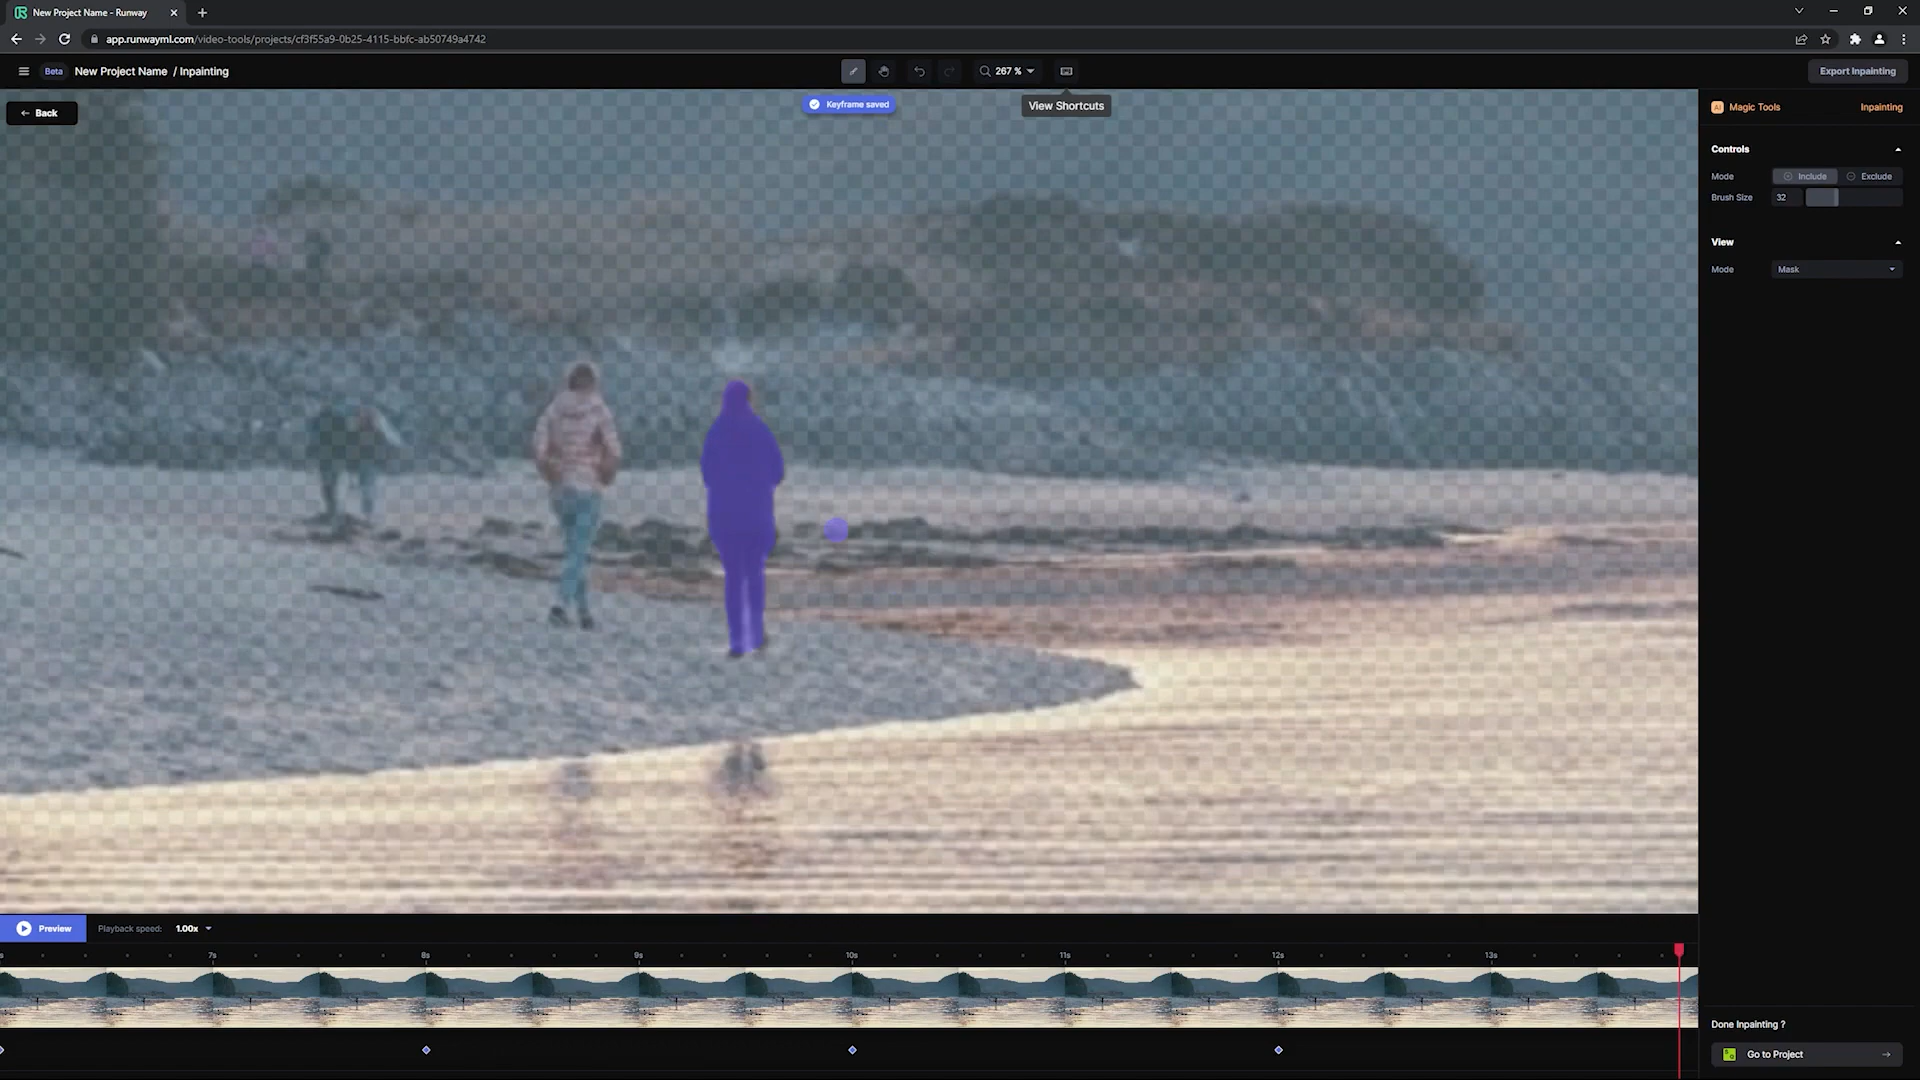 New Project Name - Runway
app.runwayml.com/video-tools/projects/cf3f55a9-0b25-4115-bbfc-ab50749a4742
Beta New Project Name / Inpainting
267 %
Export Inpainting
Keyframe saved
View Shortcuts
Back
Magic Tools
Inpainting
Controls
Mode Include Exclude
Brush Size 32
View
Mode Mask
Preview Playback speed: 1.00x
s 7s 8s 9s 10s 11s 12s 13s
Done Inpainting ?
Go to Project